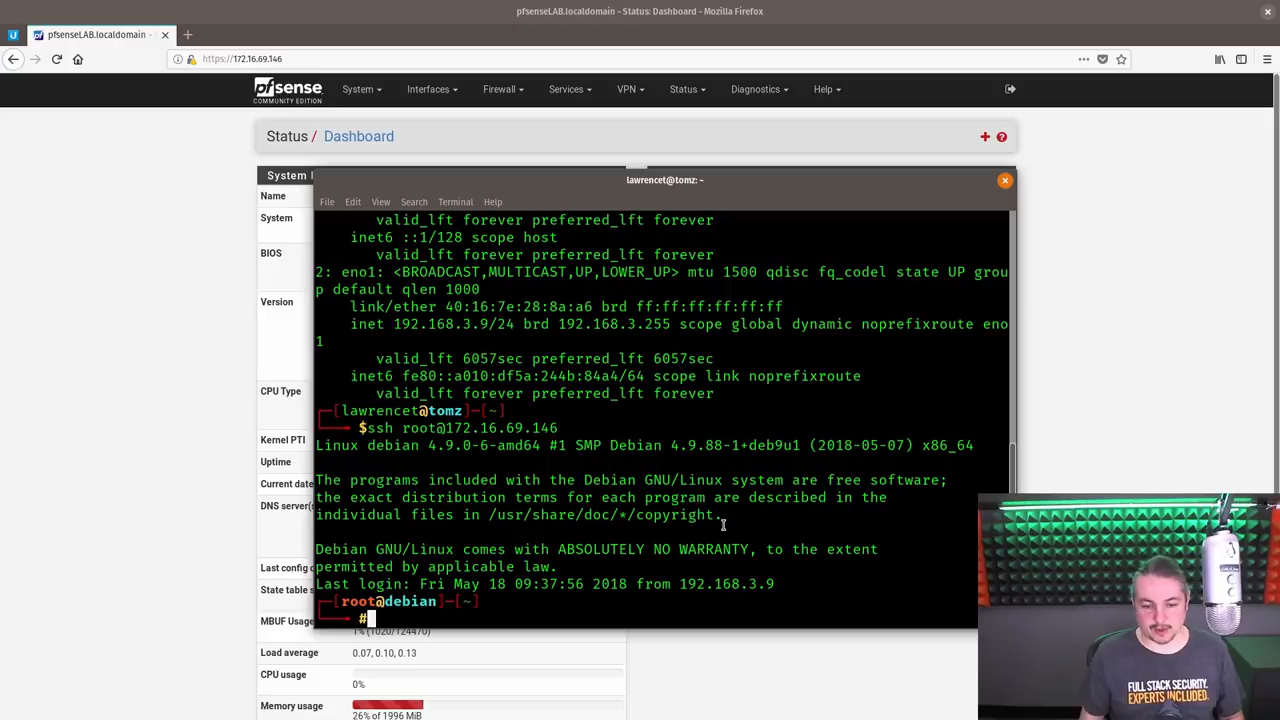 pfsenseLAB.localdomain - Status: Dashboard - Mozilla Firefox
pfsenseLAB.localdomain -
https://172.16.69.146
pfsense
COMMUNITY EDITION
System
Interfaces
Firewall
Services
VPN
Status
Diagnostics
Help
Status / Dashboard
System
Name
System
BIOS
Version
CPU Type
Kernel PTI
Uptime
Current date
DNS server(s
Last config
State table s
MBUF Usage
1% (1020/124470)
Load average
0.07, 0.10, 0.13
CPU usage
0%
Memory usage
26% of 1996 MiB
lawrencet@tomz: ~
File Edit View Search Terminal Help
valid_lft forever preferred_lft forever
inet6 ::1/128 scope host
valid_lft forever preferred_lft forever
2: eno1: <BROADCAST,MULTICAST,UP,LOWER_UP> mtu 1500 qdisc fq_codel state UP grou
p default qlen 1000
link/ether 40:16:7e:28:8a:a6 brd ff:ff:ff:ff:ff:ff
inet 192.168.3.9/24 brd 192.168.3.255 scope global dynamic noprefixroute eno
1
valid_lft 6057sec preferred_lft 6057sec
inet6 fe80::a010:df5a:244b:84a4/64 scope link noprefixroute
valid_lft forever preferred_lft forever
┌─[lawrencet@tomz]─[~]
└──╼ $ssh root@172.16.69.146
Linux debian 4.9.0-6-amd64 #1 SMP Debian 4.9.88-1+deb9u1 (2018-05-07) x86_64
The programs included with the Debian GNU/Linux system are free software;
the exact distribution terms for each program are described in the
individual files in /usr/share/doc/*/copyright.
Debian GNU/Linux comes with ABSOLUTELY NO WARRANTY, to the extent
permitted by applicable law.
Last login: Fri May 18 09:37:56 2018 from 192.168.3.9
┌─[root@debian]─[~]
└──╼ #
FULL STACK SECURITY.
EXPERTS INCLUDED.